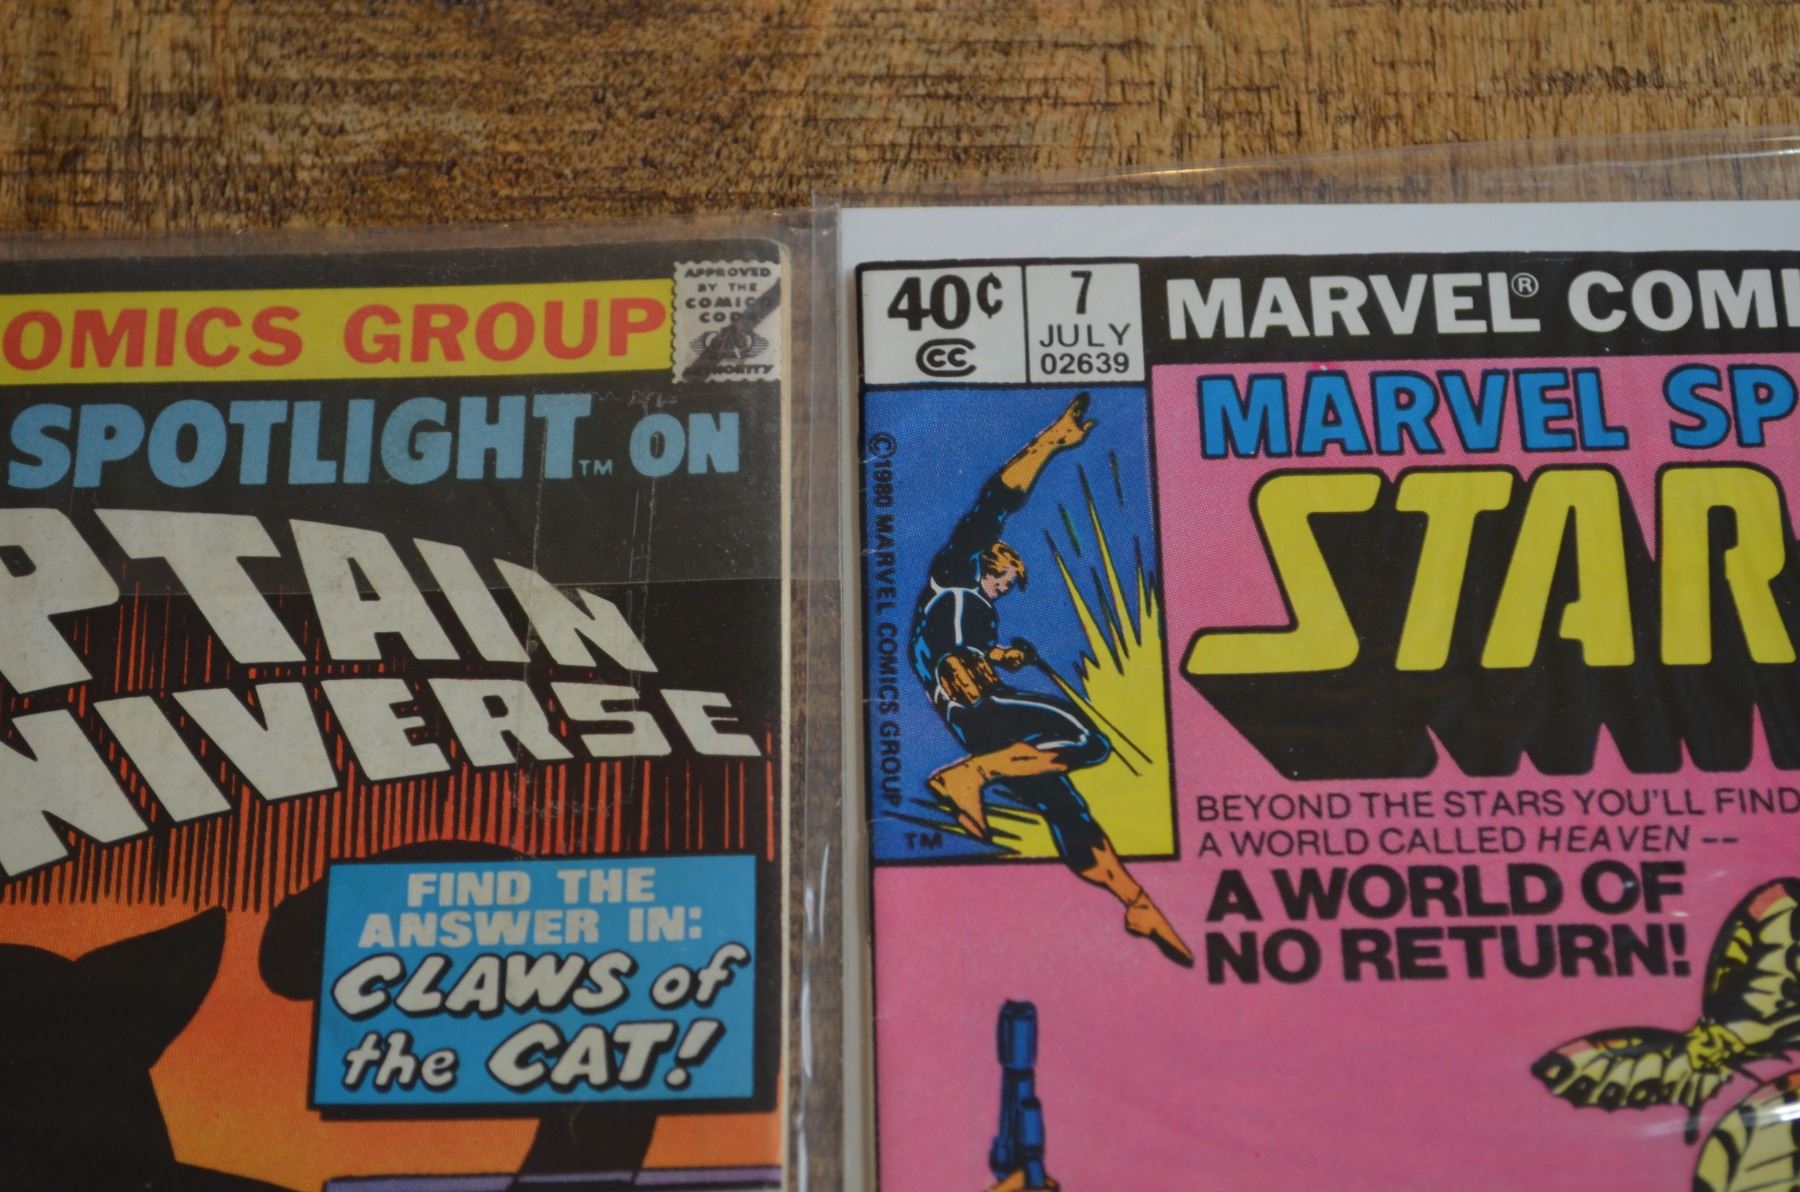 OMICS GROUP
APPROVED
BY THE
COMICS
CODE
AUTHORITY
SPOTLIGHT™ ON
PTAIN
NIVERSE
FIND THE
ANSWER IN:
CLAWS of
the CAT!
40¢
CC
7
JULY
02639
MARVEL® COMI
©1980 MARVEL COMICS GROUP
TM
MARVEL SP
STAR
BEYOND THE STARS YOU'LL FIND
A WORLD CALLED HEAVEN --
A WORLD OF
NO RETURN!